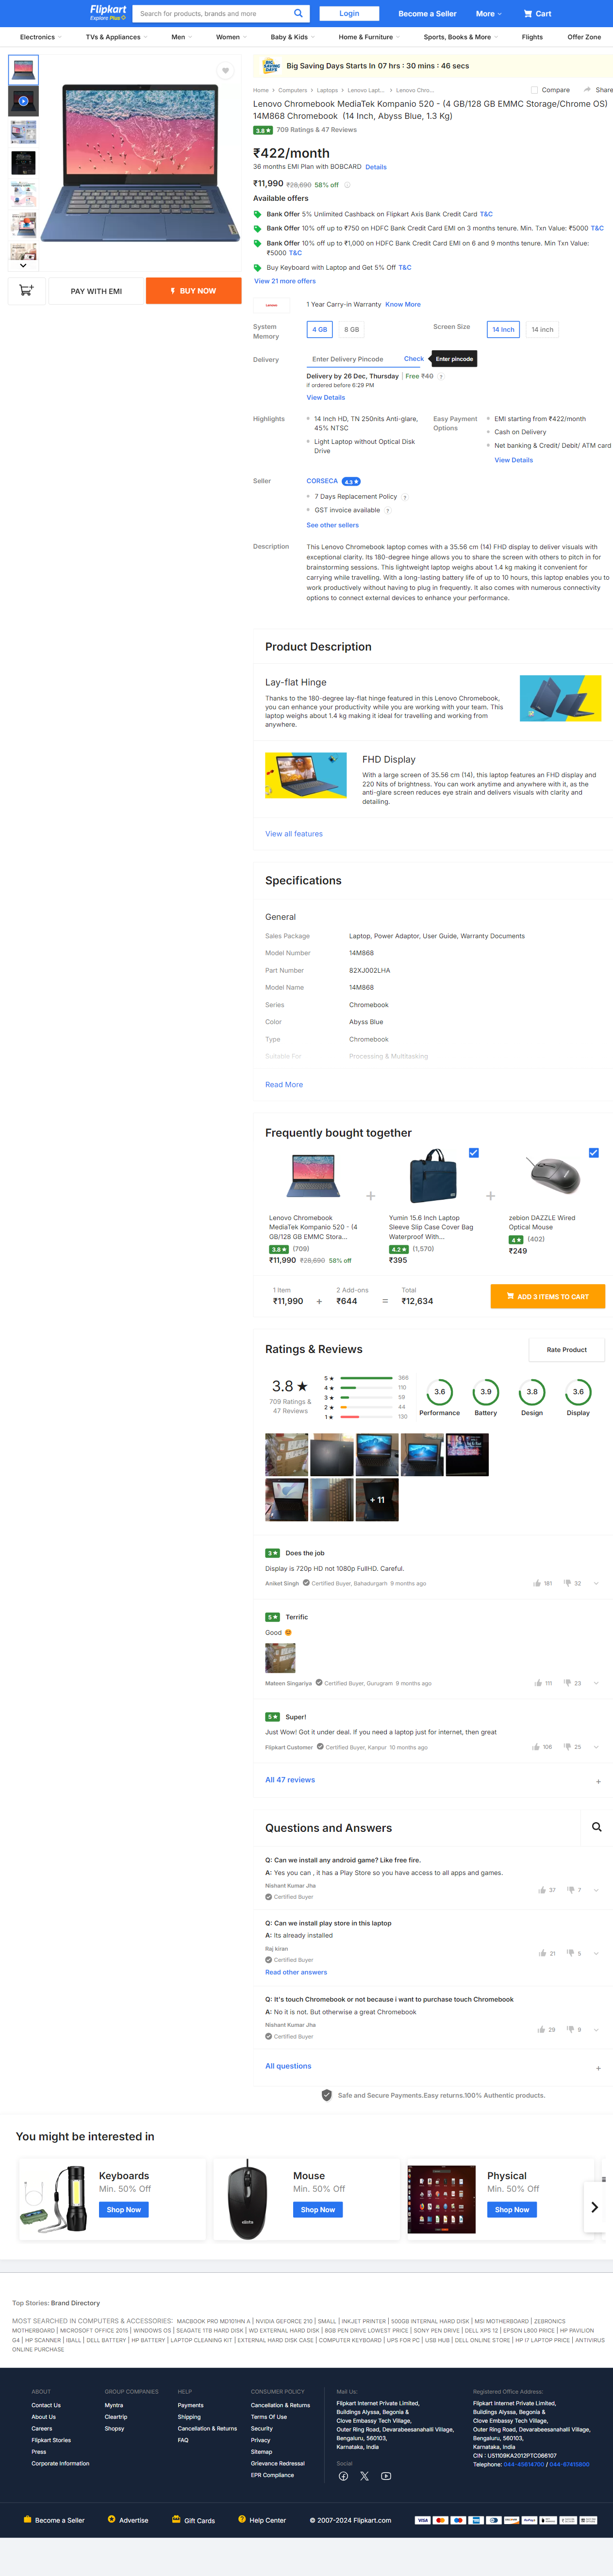 Flipkart
Explore Plus
Search for products, brands and more
Login
Become a Seller
More
Cart
Electronics
TVs & Appliances
Men
Women
Baby & Kids
Home & Furniture
Sports, Books & More
Flights
Offer Zone
BIG SAVING DAYS
Big Saving Days Starts In 07 hrs : 30 mins : 46 secs
Home > Computers > Laptops > Lenovo Lapt... > Lenovo Chro...
Compare
Share
Lenovo Chromebook MediaTek Kompanio 520 - (4 GB/128 GB EMMC Storage/Chrome OS)
14M868 Chromebook (14 Inch, Abyss Blue, 1.3 Kg)
3.8 ★ 709 Ratings & 47 Reviews
₹422/month
36 months EMI Plan with BOBCARD Details
₹11,990 ₹28,690 58% off
Available offers
Bank Offer 5% Unlimited Cashback on Flipkart Axis Bank Credit Card T&C
Bank Offer 10% off up to ₹750 on HDFC Bank Credit Card EMI on 3 months tenure. Min. Txn Value: ₹5000 T&C
Bank Offer 10% off up to ₹1,000 on HDFC Bank Credit Card EMI on 6 and 9 months tenure. Min Txn Value:
₹5000 T&C
Buy Keyboard with Laptop and Get 5% Off T&C
View 21 more offers
PAY WITH EMI
BUY NOW
Lenovo
1 Year Carry-in Warranty Know More
System
Memory
4 GB
8 GB
Screen Size
14 Inch
14 inch
Delivery
Enter Delivery Pincode
Check
Enter pincode
Delivery by 26 Dec, Thursday | Free ₹40 ?
if ordered before 6:29 PM
View Details
Highlights
14 Inch HD, TN 250nits Anti-glare,
45% NTSC
Light Laptop without Optical Disk
Drive
Easy Payment
Options
EMI starting from ₹422/month
Cash on Delivery
Net banking & Credit/ Debit/ ATM card
View Details
Seller
CORSECA 4.3 ★
7 Days Replacement Policy ?
GST invoice available ?
See other sellers
Description
This Lenovo Chromebook laptop comes with a 35.56 cm (14) FHD display to deliver visuals with
exceptional clarity. Its 180-degree hinge allows you to share the screen with others to pitch in for
brainstorming sessions. This lightweight laptop weighs about 1.4 kg making it convenient for
carrying while travelling. With a long-lasting battery life of up to 10 hours, this laptop enables you to
work productively without having to plug in frequently. It also comes with numerous connectivity
options to connect external devices to enhance your performance.
Product Description
Lay-flat Hinge
Thanks to the 180-degree lay-flat hinge featured in this Lenovo Chromebook,
you can enhance your productivity while you are working with your team. This
laptop weighs about 1.4 kg making it ideal for travelling and working from
anywhere.
FHD Display
With a large screen of 35.56 cm (14), this laptop features an FHD display and
220 Nits of brightness. You can work anytime and anywhere with it, as the
anti-glare screen reduces eye strain and delivers visuals with clarity and
detailing.
View all features
Specifications
General
Sales Package Laptop, Power Adaptor, User Guide, Warranty Documents
Model Number 14M868
Part Number 82XJ002LHA
Model Name 14M868
Series Chromebook
Color Abyss Blue
Type Chromebook
Suitable For Processing & Multitasking
Read More
Frequently bought together
Lenovo Chromebook
MediaTek Kompanio 520 - (4
GB/128 GB EMMC Stora...
3.8 ★ (709)
₹11,990 ₹28,690 58% off
+
Yumin 15.6 Inch Laptop
Sleeve Slip Case Cover Bag
Waterproof With...
4.2 ★ (1,570)
₹395
+
zebion DAZZLE Wired
Optical Mouse
4 ★ (402)
₹249
1 Item
₹11,990
+
2 Add-ons
₹644
=
Total
₹12,634
ADD 3 ITEMS TO CART
Ratings & Reviews
Rate Product
3.8 ★
709 Ratings &
47 Reviews
5 ★ 366
4 ★ 110
3 ★ 59
2 ★ 44
1 ★ 130
3.6
Performance
3.9
Battery
3.8
Design
3.6
Display
+ 11
3 ★ Does the job
Display is 720p HD not 1080p FullHD. Careful.
Aniket Singh Certified Buyer, Bahadurgarh 9 months ago
181
32
5 ★ Terrific
Good 😊
Mateen Singariya Certified Buyer, Gurugram 9 months ago
111
23
5 ★ Super!
Just Wow! Got it under deal. If you need a laptop just for internet, then great
Flipkart Customer Certified Buyer, Kanpur 10 months ago
106
25
All 47 reviews
+
Questions and Answers
Q: Can we install any android game? Like free fire.
A: Yes you can , it has a Play Store so you have access to all apps and games.
Nishant Kumar Jha
Certified Buyer
37
7
Q: Can we install play store in this laptop
A: Its already installed
Raj kiran
Certified Buyer
21
5
Read other answers
Q: It's touch Chromebook or not because i want to purchase touch Chromebook
A: No it is not. But otherwise a great Chromebook
Nishant Kumar Jha
Certified Buyer
29
9
All questions
+
Safe and Secure Payments.Easy returns.100% Authentic products.
You might be interested in
Keyboards
Min. 50% Off
Shop Now
Mouse
Min. 50% Off
Shop Now
Physical
Min. 50% Off
Shop Now
Top Stories: Brand Directory
MOST SEARCHED IN COMPUTERS & ACCESSORIES: MACBOOK PRO MD101HN A | NVIDIA GEFORCE 210 | SMALL | INKJET PRINTER | 500GB INTERNAL HARD DISK | MSI MOTHERBOARD | ZEBRONICS
MOTHERBOARD | MICROSOFT OFFICE 2015 | WINDOWS OS | SEAGATE 1TB HARD DISK | WD EXTERNAL HARD DISK | 8GB PEN DRIVE LOWEST PRICE | SONY PEN DRIVE | DELL XPS 12 | EPSON L800 PRICE | HP PAVILION
G4 | HP SCANNER | IBALL | DELL BATTERY | HP BATTERY | LAPTOP CLEANING KIT | EXTERNAL HARD DISK CASE | COMPUTER KEYBOARD | UPS FOR PC | USB HUB | DELL ONLINE STORE | HP I7 LAPTOP PRICE | ANTIVIRUS
ONLINE PURCHASE
ABOUT
Contact Us
About Us
Careers
Flipkart Stories
Press
Corporate Information
GROUP COMPANIES
Myntra
Cleartrip
Shopsy
HELP
Payments
Shipping
Cancellation & Returns
FAQ
CONSUMER POLICY
Cancellation & Returns
Terms Of Use
Security
Privacy
Sitemap
Grievance Redressal
EPR Compliance
Mail Us:
Flipkart Internet Private Limited,
Buildings Alyssa, Begonia &
Clove Embassy Tech Village,
Outer Ring Road, Devarabeesanahalli Village,
Bengaluru, 560103,
Karnataka, India
Social
Registered Office Address:
Flipkart Internet Private Limited,
Buildings Alyssa, Begonia &
Clove Embassy Tech Village,
Outer Ring Road, Devarabeesanahalli Village,
Bengaluru, 560103,
Karnataka, India
CIN : U51109KA2012PTC066107
Telephone: 044-45614700 / 044-67415800
Become a Seller
Advertise
Gift Cards
Help Center
© 2007-2024 Flipkart.com
VISA